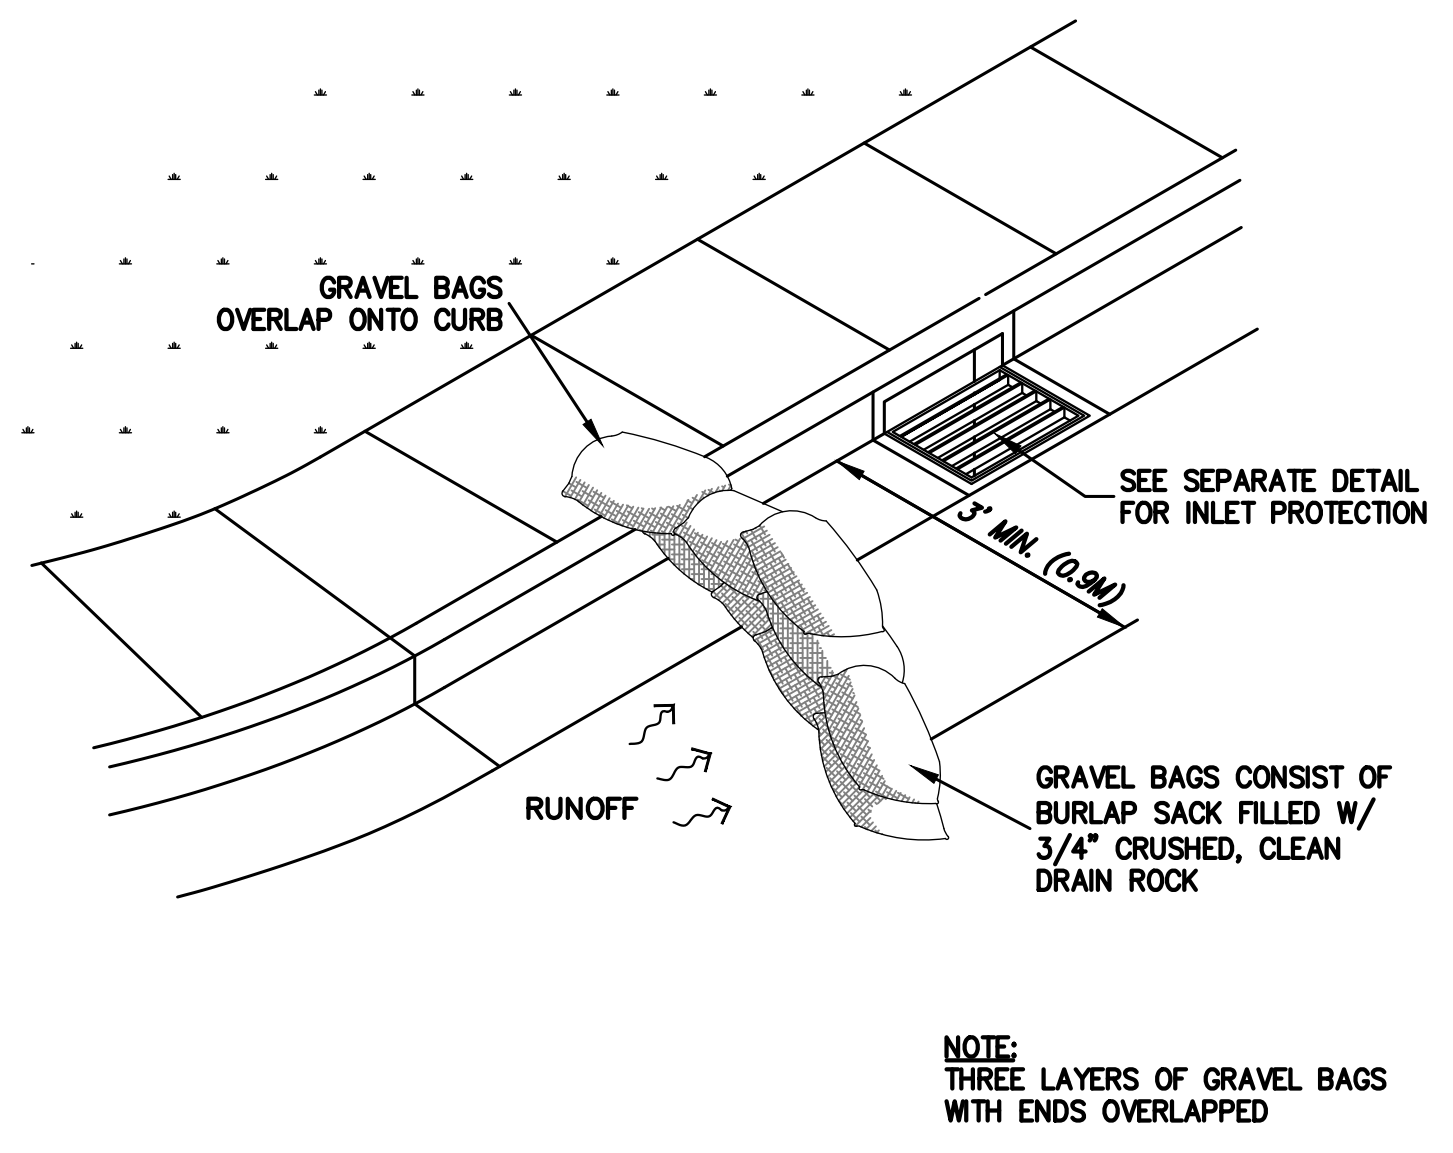 GRAVEL BAGS
OVERLAP ONTO CURB
SEE SEPARATE DETAIL
FOR INLET PROTECTION
3' MIN. (0.9M)
RUNOFF
GRAVEL BAGS CONSIST OF
BURLAP SACK FILLED W/
3/4" CRUSHED, CLEAN
DRAIN ROCK
NOTE:
THREE LAYERS OF GRAVEL BAGS
WITH ENDS OVERLAPPED